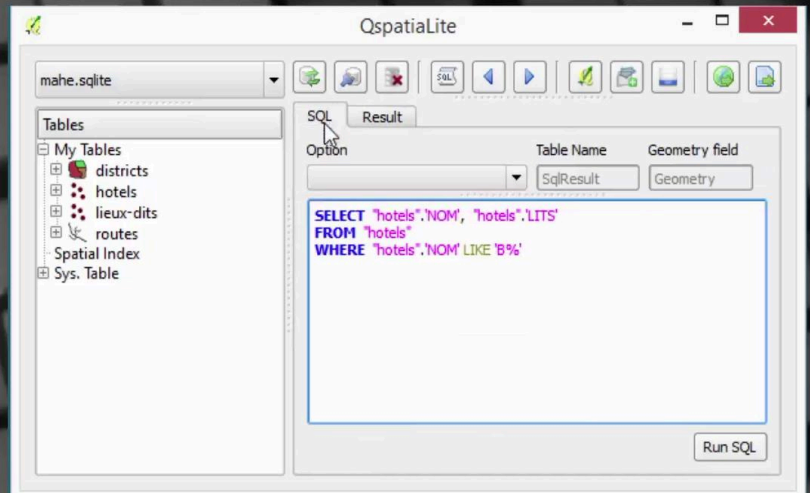 QspatiaLite
mahe.sqlite
SQL
Tables
My Tables
districts
hotels
lieux-dits
routes
Spatial Index
Sys. Table
SQL
Result
Option
Table Name
Geometry field
SqlResult
Geometry
SELECT "hotels".'NOM', "hotels".'LITS'
FROM "hotels"
WHERE "hotels".'NOM' LIKE 'B%'
Run SQL